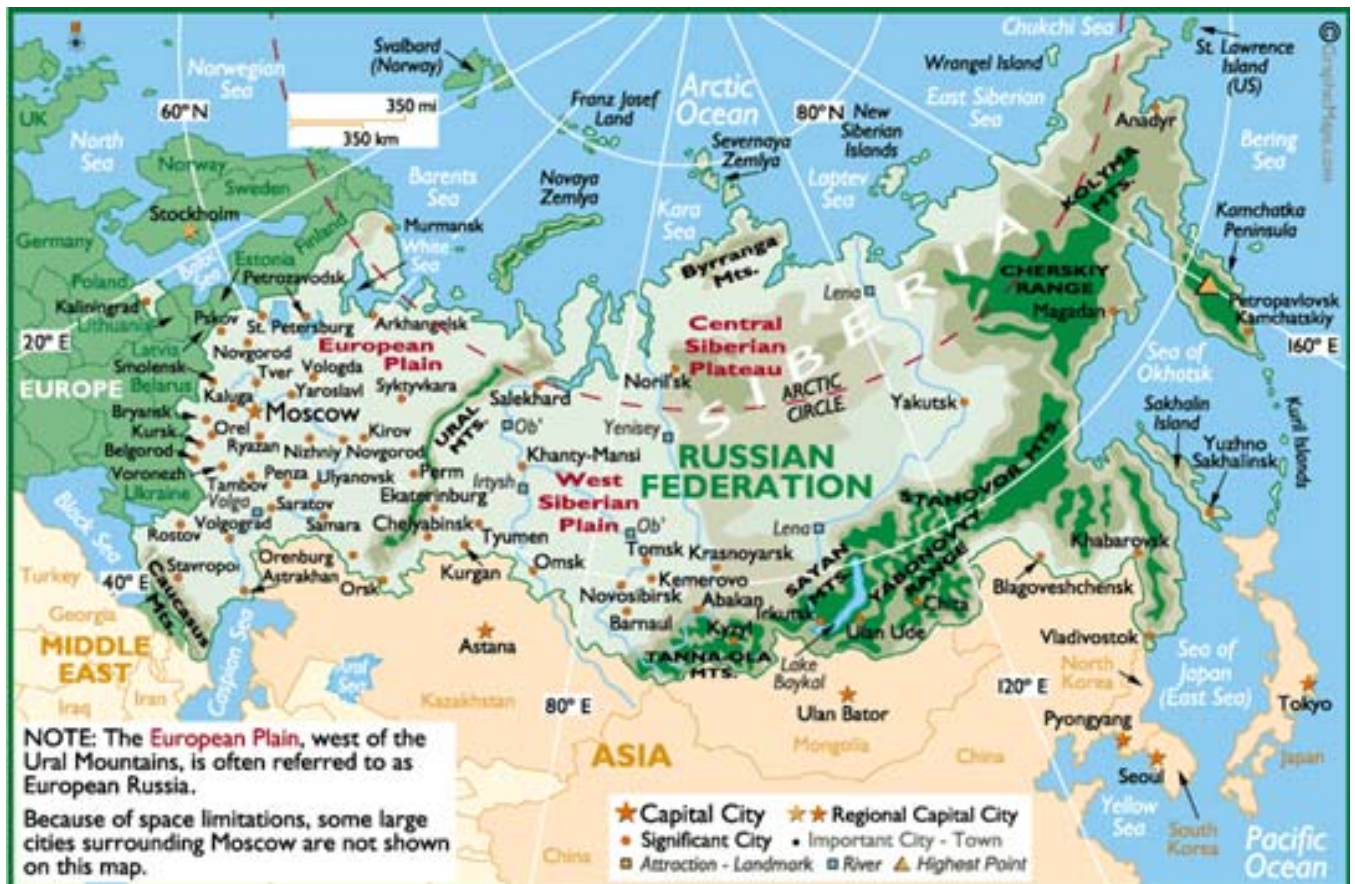 Chukchi Sea
© GraphicMaps.com
St. Lawrence
Island
(US)
Svalbard
(Norway)
Norwegian
Sea
Wrangel Island
Arctic
Ocean
East Siberian
Sea
60° N
350 mi
350 km
Franz Josef
Land
80° N
New
Siberian
Islands
Anadyr
UK
North
Sea
Severnaya
Zemlya
Bering
Sea
Norway
Sweden
Barents
Sea
Novaya
Zemlya
Laptev
Sea
KOLYMA
MTS.
Stockholm
Kara
Sea
Kamchatka
Peninsula
Germany
Finland
Murmansk
White
Sea
Estonia
Baltic
Sea
Petrozavodsk
Byrranga
Mts.
SIBERIA
CHERSKIY
RANGE
Poland
Kaliningrad
Lithuania
Lena
Magadan
Petropavlovsk
Kamchatskiy
Pskov
St. Petersburg
Arkhangelsk
Central
Siberian
Plateau
20° E
160° E
Latvia
Novgorod
European
Plain
Sea of
Okhotsk
Smolensk
Tver
Vologda
EUROPE
Belarus
Yaroslavl
Syktyvkara
Noril'sk
ARCTIC
CIRCLE
Kaluga
Salekhard
Yakutsk
Sakhalin
Island
Kuril Islands
Bryansk
Moscow
URAL
MTS.
Ob'
Yenisey
Kursk
Orel
Kirov
Yuzhno
Sakhalinsk
Belgorod
Ryazan
Nizhniy Novgorod
Khanty-Mansi
RUSSIAN
FEDERATION
STANOVOY MTS.
Voronezh
Penza
Ulyanovsk
Perm
Irtysh
West
Siberian
Plain
Tambov
Ukraine
Volga
Saratov
Ekaterinburg
Black Sea
Volgograd
Samara
Chelyabinsk
Tyumen
Ob'
Lena
Rostov
Tomsk
Krasnoyarsk
SAYAN
MTS.
YABONOVYY
RANGE
Khabarovsk
Stavropol
Orenburg
Astrakhan
Orsk
Kurgan
Omsk
Kemerovo
Blagoveshchensk
Turkey
40° E
Caucasus
Mts.
Novosibirsk
Abakan
Irkutsk
Chita
Georgia
Barnaul
Kyzyl
Ulan Ude
Vladivostok
MIDDLE
EAST
Caspian Sea
Astana
TANNA-OLA
MTS.
Lake
Baykal
North
Korea
Sea of
Japan
(East Sea)
Aral
Sea
Iraq
Iran
Kazakhstan
80° E
120° E
Ulan Bator
Pyongyang
Tokyo
ASIA
Mongolia
China
Seoul
Japan
NOTE: The European Plain, west of the
Ural Mountains, is often referred to as
European Russia.
Because of space limitations, some large
cities surrounding Moscow are not shown
on this map.
China
Capital City
Regional Capital City
Significant City
Important City - Town
Attraction - Landmark
River
Highest Point
Yellow
Sea
South
Korea
Pacific
Ocean